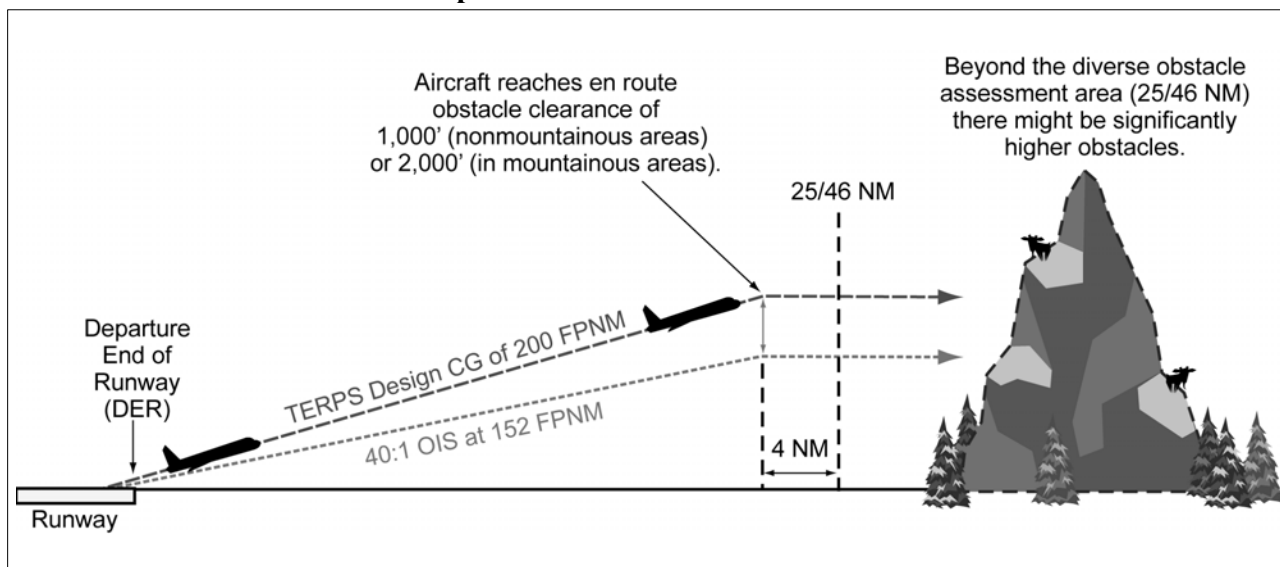 Aircraft reaches en route
obstacle clearance of
1,000’ (nonmountainous areas)
or 2,000’ (in mountainous areas).
Beyond the diverse obstacle
assessment area (25/46 NM)
there might be significantly
higher obstacles.
25/46 NM
Departure
End of
Runway
(DER)
TERPS Design CG of 200 FPNM
40:1 OIS at 152 FPNM
4 NM
Runway